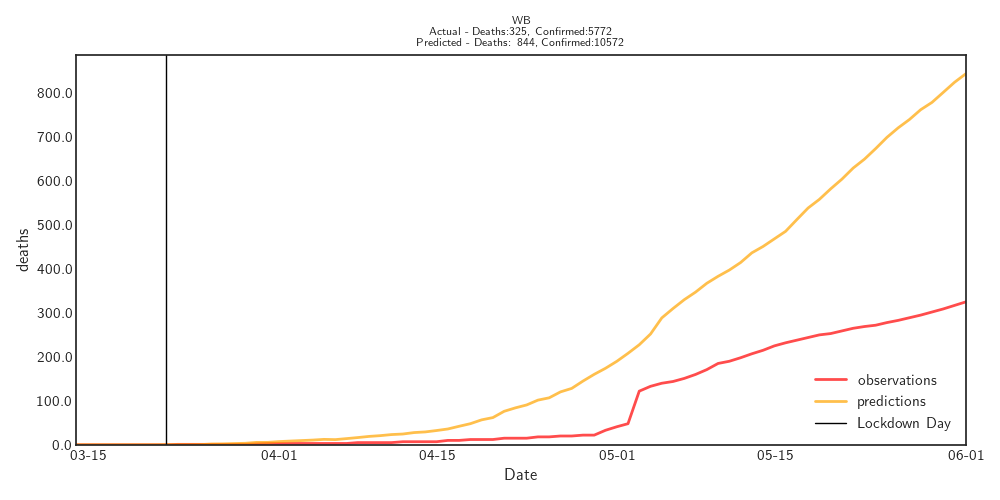 WB
Actual - Deaths:325, Confirmed:5772
Predicted - Deaths: 844, Confirmed:10572
800.0
700.0
600.0
500.0
400.0
300.0
200.0
100.0
0.0
deaths
observations
predictions
Lockdown Day
03-15 04-01 04-15 05-01 05-15 06-01
Date